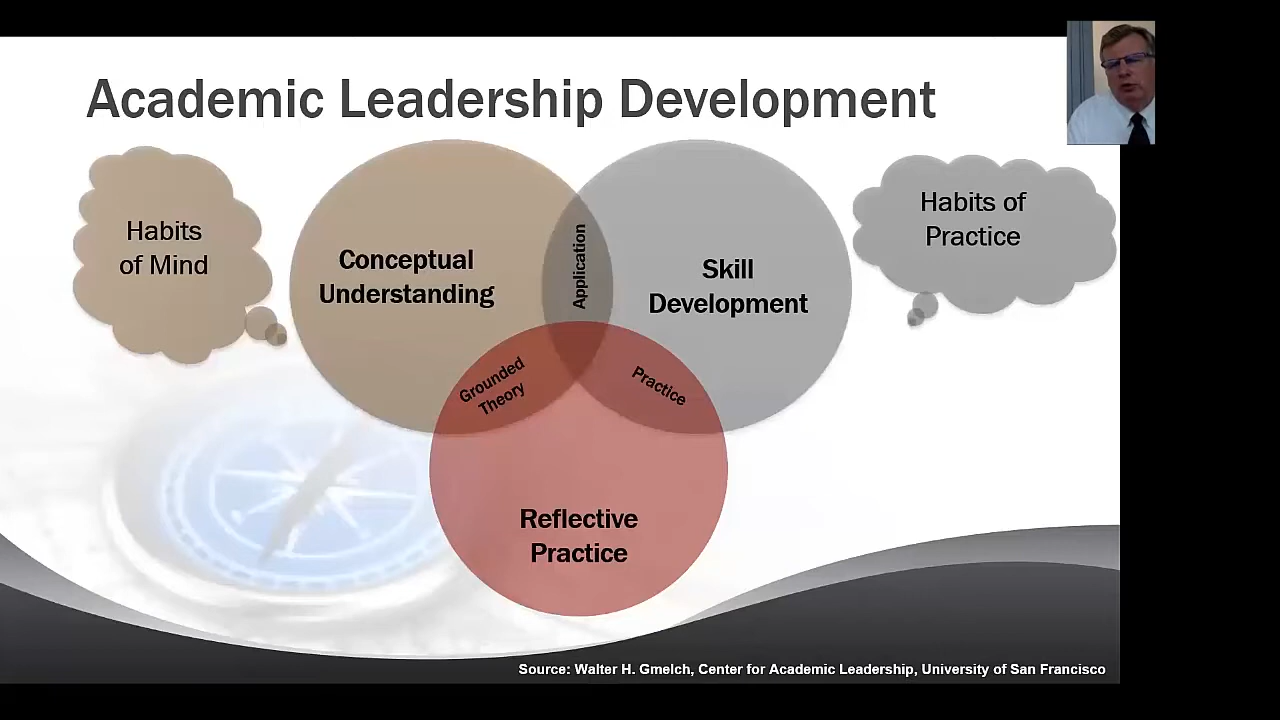 Academic Leadership Development
Habits
of Mind
Conceptual
Understanding
Application
Skill
Development
Habits of
Practice
Grounded
Theory
Practice
Reflective
Practice
Source: Walter H. Gmelch, Center for Academic Leadership, University of San Francisco